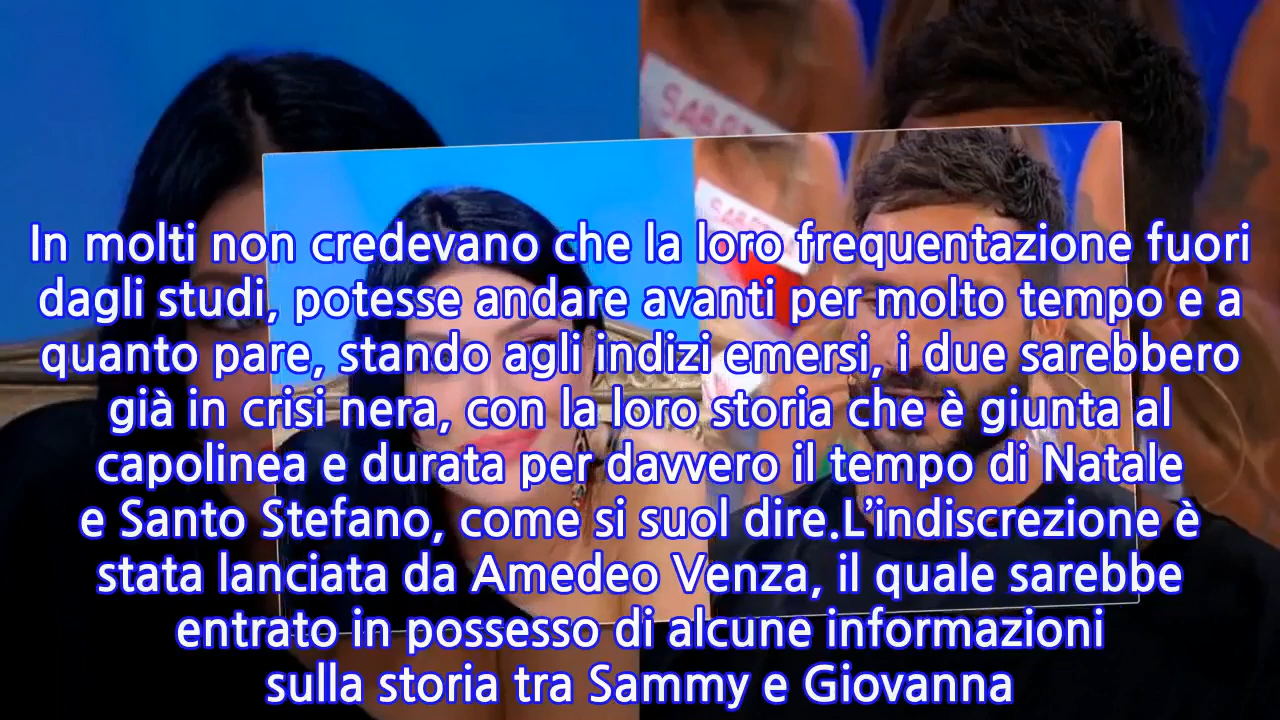 SABR
SABR
In molti non credevano che la loro frequentazione fuori
dagli studi, potesse andare avanti per molto tempo e a
quanto pare, stando agli indizi emersi, i due sarebbero
già in crisi nera, con la loro storia che è giunta al
capolinea e durata per davvero il tempo di Natale
e Santo Stefano, come si suol dire.L’indiscrezione è
stata lanciata da Amedeo Venza, il quale sarebbe
entrato in possesso di alcune informazioni
sulla storia tra Sammy e Giovanna